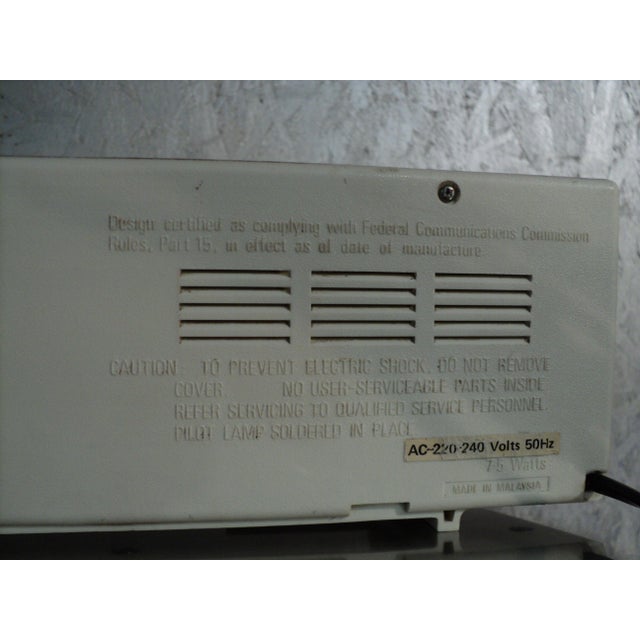 Design certified as complying with Federal Communications Commission
Rules, Part 15, in effect as of date of manufacture.
CAUTION: TO PREVENT ELECTRIC SHOCK, DO NOT REMOVE
COVER. NO USER-SERVICEABLE PARTS INSIDE.
REFER SERVICING TO QUALIFIED SERVICE PERSONNEL.
PILOT LAMP SOLDERED IN PLACE
AC-220-240 Volts 50Hz
7.5 Watts
MADE IN MALAYSIA